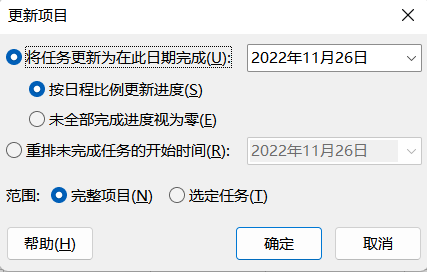 更新项目
将任务更新为在此日期完成(U): 2022年11月26日
按日程比例更新进度(S)
未全部完成进度视为零(E)
重排未完成任务的开始时间(R): 2022年11月26日
范围: 完整项目(N) 选定任务(T)
帮助(H) 确定 取消